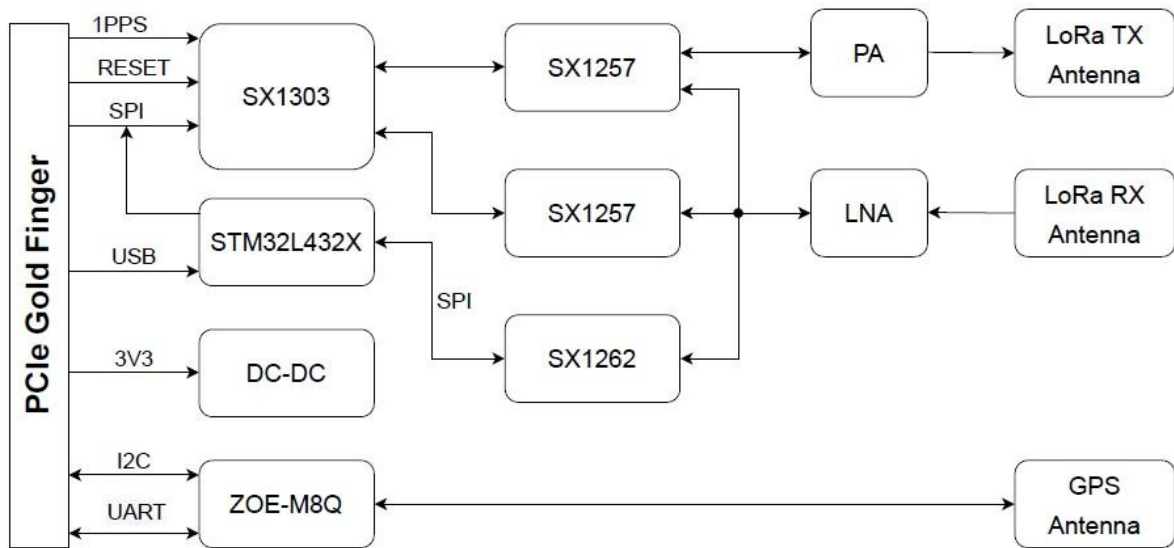 PCIe Gold Finger
1PPS
RESET
SPI
USB
3V3
I2C
UART
SX1303
STM32L432X
DC-DC
ZOE-M8Q
SPI
SX1257
SX1257
SX1262
PA
LNA
LoRa TX
Antenna
LoRa RX
Antenna
GPS
Antenna